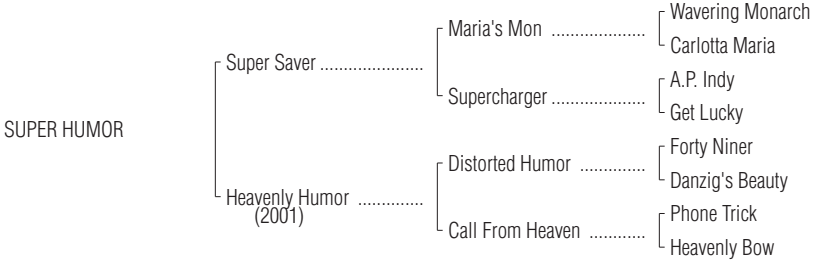 Wavering Monarch
Maria's Mon ....................
Carlotta Maria
Super Saver ......................
A.P. Indy
Supercharger ....................
Get Lucky
SUPER HUMOR
Forty Niner
Distorted Humor ..............
Danzig's Beauty
Heavenly Humor ..............
(2001)
Phone Trick
Call From Heaven ............
Heavenly Bow